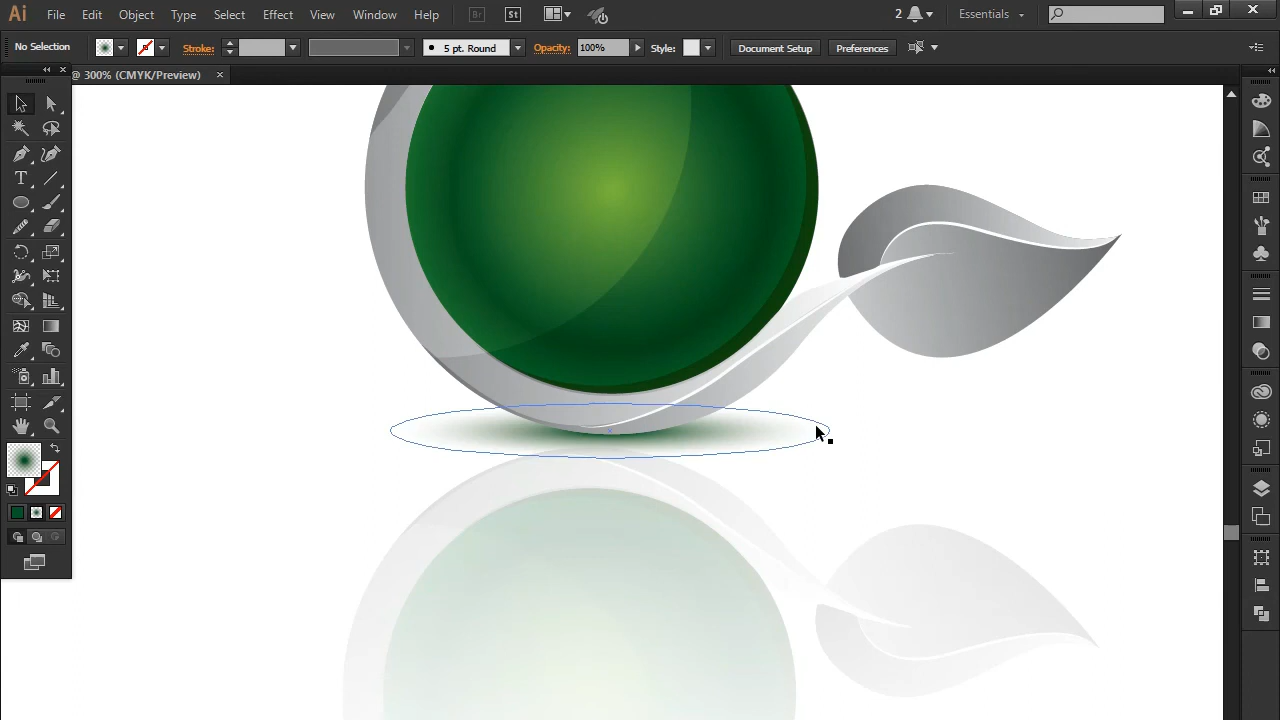 Ai File Edit Object Type Select Effect View Window Help Br St 2 Essentials
No Selection Stroke: 5 pt. Round Opacity: 100% Style: Document Setup Preferences
@ 300% (CMYK/Preview) ×
T